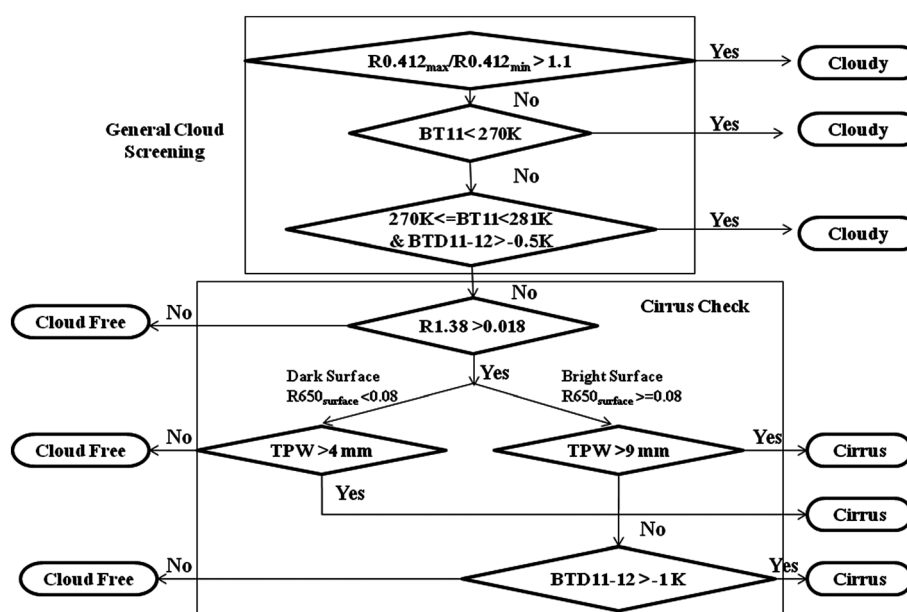 R0.412max/R0.412min > 1.1
Yes
Cloudy
No
General Cloud
Screening
BT11< 270K
Yes
Cloudy
No
270K<=BT11<281K
& BTD11-12>-0.5K
Yes
Cloudy
No
Cirrus Check
Cloud Free
No
R1.38 >0.018
Yes
Dark Surface
R650surface<0.08
Bright Surface
R650surface>=0.08
Cloud Free
No
TPW >4 mm
TPW >9 mm
Yes
Cirrus
Yes
Cirrus
No
Cloud Free
No
BTD11-12 >-1 K
Yes
Cirrus